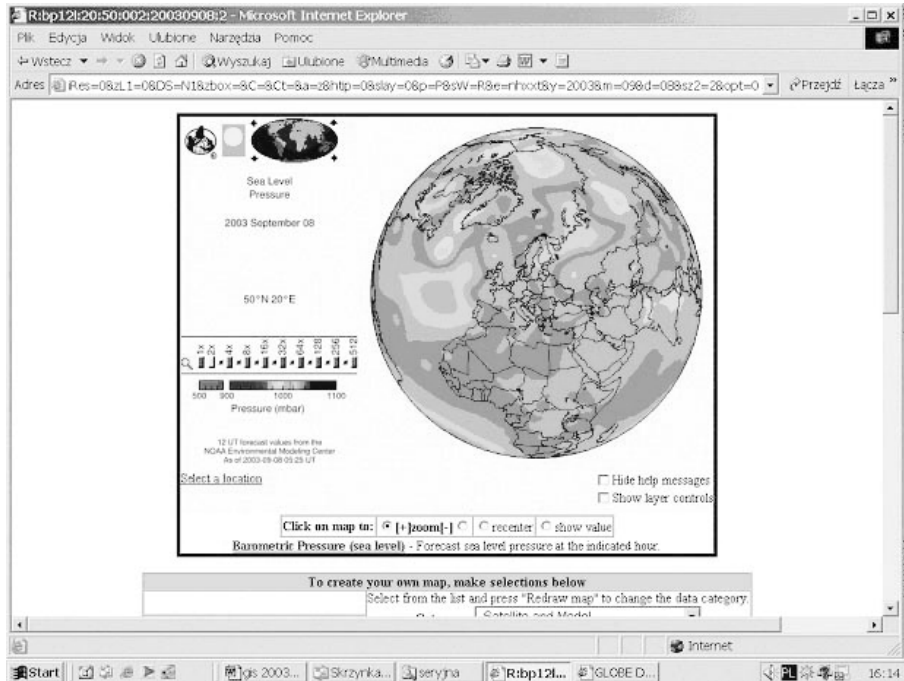 R:bp12l:20:50:002:20030908:2 - Microsoft Internet Explorer
Plik Edycja Widok Ulubione Narzędzia Pomoc
Wstecz Wyszukaj Ulubione Multimedia
Adres Res=0&zL1=0&DS=N1&zbox=&C=&Ct=&a=z&http=0&slay=0&p=P&sW=R&e=nhxxt&y=2003&m=09&d=08&sz2=2&opt=0 Przejdź Łącza »
Sea Level
Pressure
2003 September 08
50°N 20°E
1x 2x 4x 8x 16x 32x 64x 128 256 512
500 900 1000 1100
Pressure (mbar)
12 UT forecast values from the
NOAA Environmental Modeling Center
As of 2003-09-08 05:25 UT
Select a location
Hide help messages
Show layer controls
Click on map to: [+]zoom[-] recenter show value
Barometric Pressure (sea level) - Forecast sea level pressure at the indicated hour.
To create your own map, make selections below
Select from the list and press "Redraw map" to change the data category.
Satellite and Model
Internet
Start gis 2003... Skrzynka... seryjna R:bp12l... GLOBE D... PL 16:14